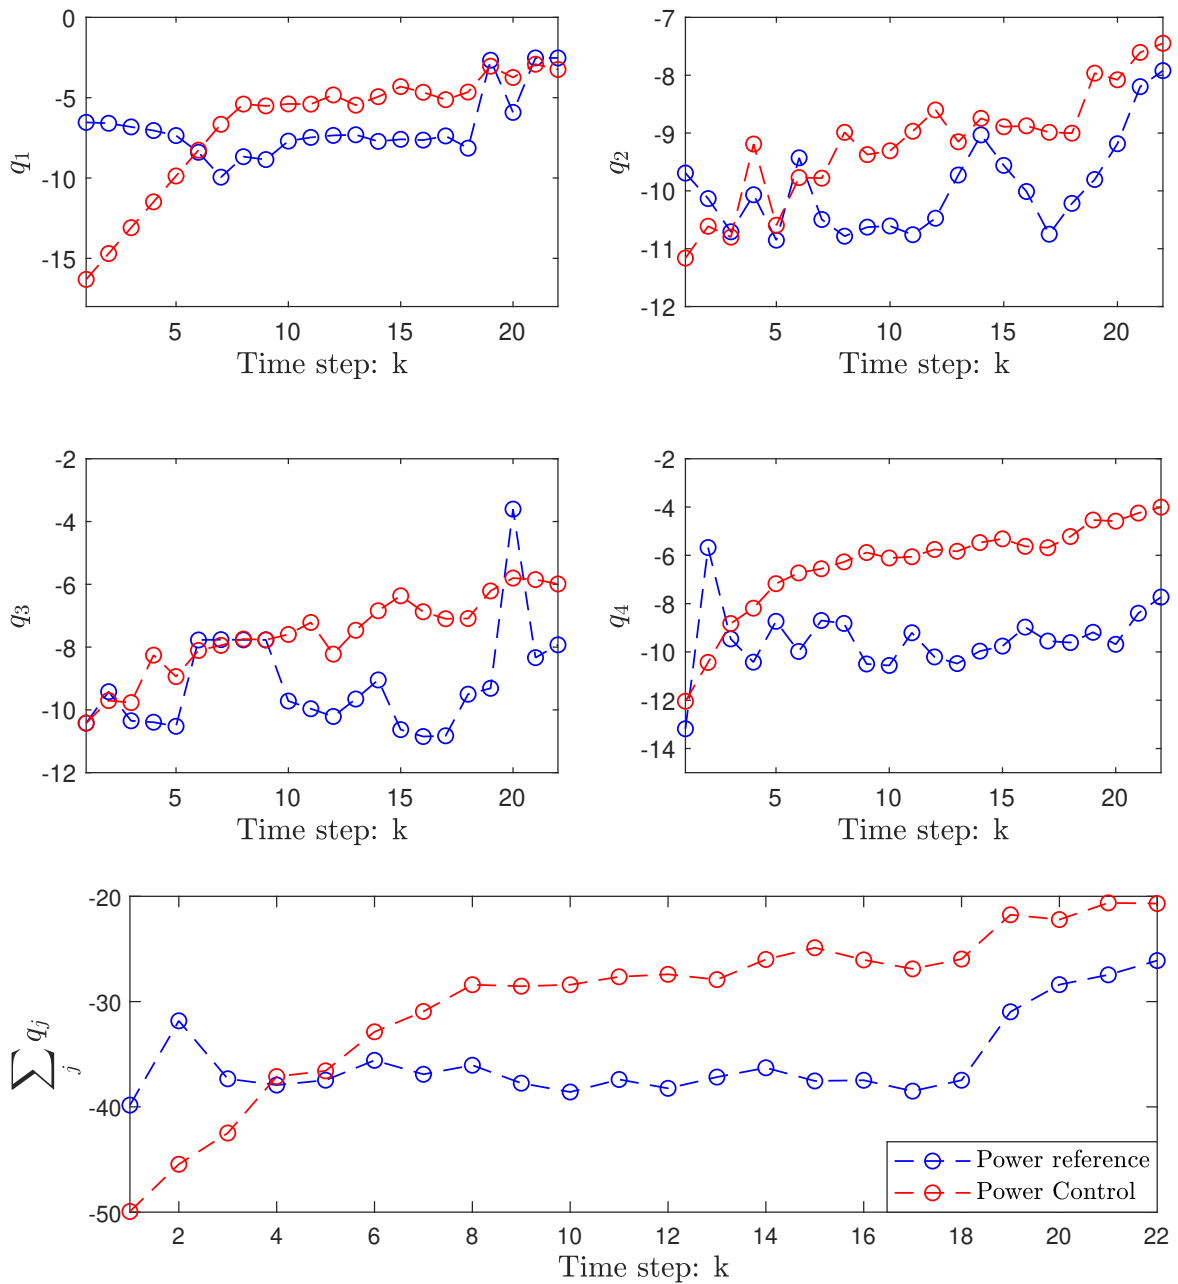 0
-5
-10
-15
q1
5 10 15 20
Time step: k
-7
-8
-9
-10
-11
-12
q2
5 10 15 20
Time step: k
-2
-4
-6
-8
-10
-12
q3
5 10 15 20
Time step: k
-2
-4
-6
-8
-10
-12
-14
q4
5 10 15 20
Time step: k
-20
-30
-40
-50
∑j qj
Power reference
Power Control
2 4 6 8 10 12 14 16 18 20 22
Time step: k